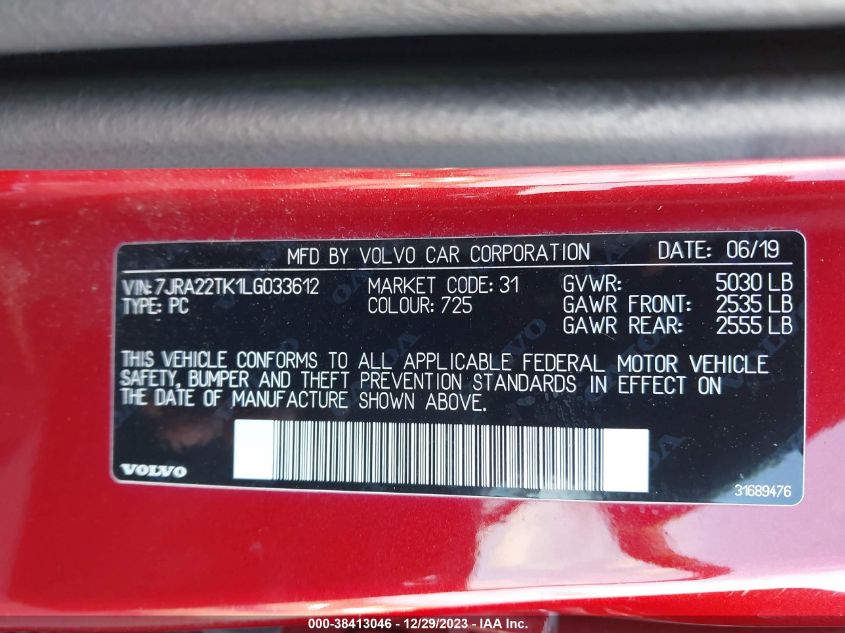 MFD BY VOLVO CAR CORPORATION DATE: 06/19
VIN: 7JRA22TK1LG033612 MARKET CODE: 31 GVWR: 5030 LB
TYPE: PC COLOUR: 725 GAWR FRONT: 2535 LB
GAWR REAR: 2555 LB
THIS VEHICLE CONFORMS TO ALL APPLICABLE FEDERAL MOTOR VEHICLE
SAFETY, BUMPER AND THEFT PREVENTION STANDARDS IN EFFECT ON
THE DATE OF MANUFACTURE SHOWN ABOVE.
VOLVO 31689476
000-38413046 - 12/29/2023 - IAA Inc.